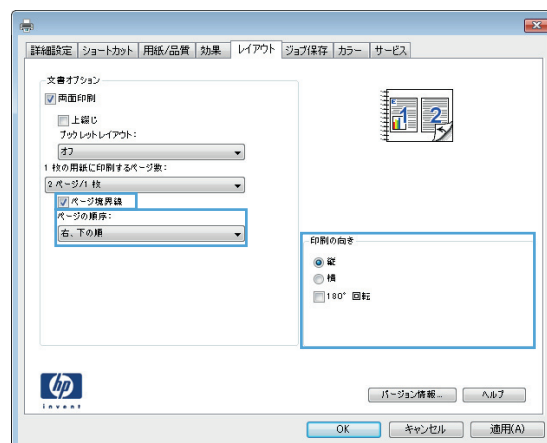 詳細設定 ショートカット 用紙/品質 効果 レイアウト ジョブ保存 カラー サービス
文書オプション
両面印刷
上綴じ
ブックレットレイアウト:
オフ
1 枚の用紙に印刷するページ数:
2 ページ/1 枚
ページ境界線
ページの順序:
右、下の順
1 2
印刷の向き
縦
横
180° 回転
hp
invent
バージョン情報... ヘルプ
OK キャンセル 適用(A)